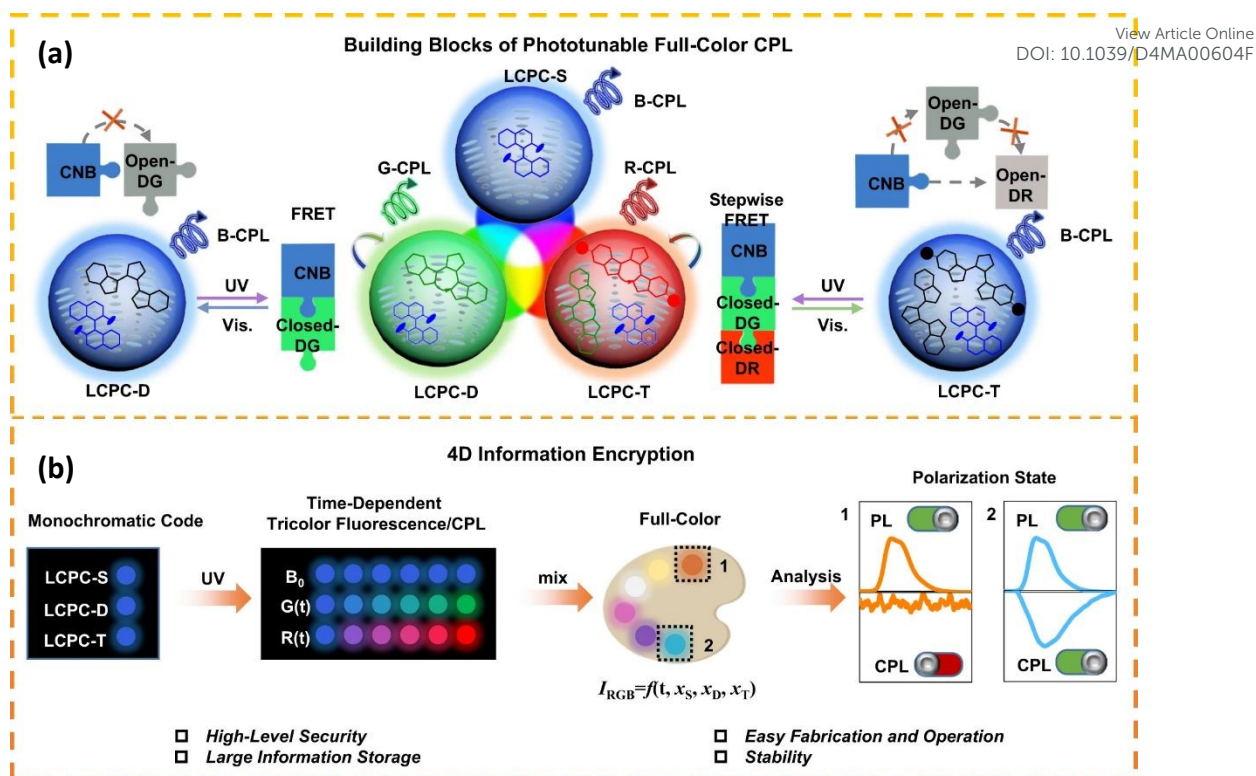 View Article Online
DOI: 10.1039/D4MA00604F
(a)
Building Blocks of Phototunable Full-Color CPL
LCPC-S
B-CPL
CNB
Open-
DG
B-CPL
LCPC-D
UV
Vis.
FRET
CNB
Closed-
DG
G-CPL
LCPC-D
R-CPL
LCPC-T
Stepwise
FRET
CNB
Closed-
DG
Closed-
DR
UV
Vis.
Open-
DG
CNB
Open-
DR
B-CPL
LCPC-T
(b)
4D Information Encryption
Monochromatic Code
LCPC-S
LCPC-D
LCPC-T
UV
Time-Dependent
Tricolor Fluorescence/CPL
B₀
G(t)
R(t)
mix
Full-Color
1
2
I_RGB=f(t, x_S, x_D, x_T)
Analysis
Polarization State
1
PL
CPL
2
PL
CPL
High-Level Security
Large Information Storage
Easy Fabrication and Operation
Stability